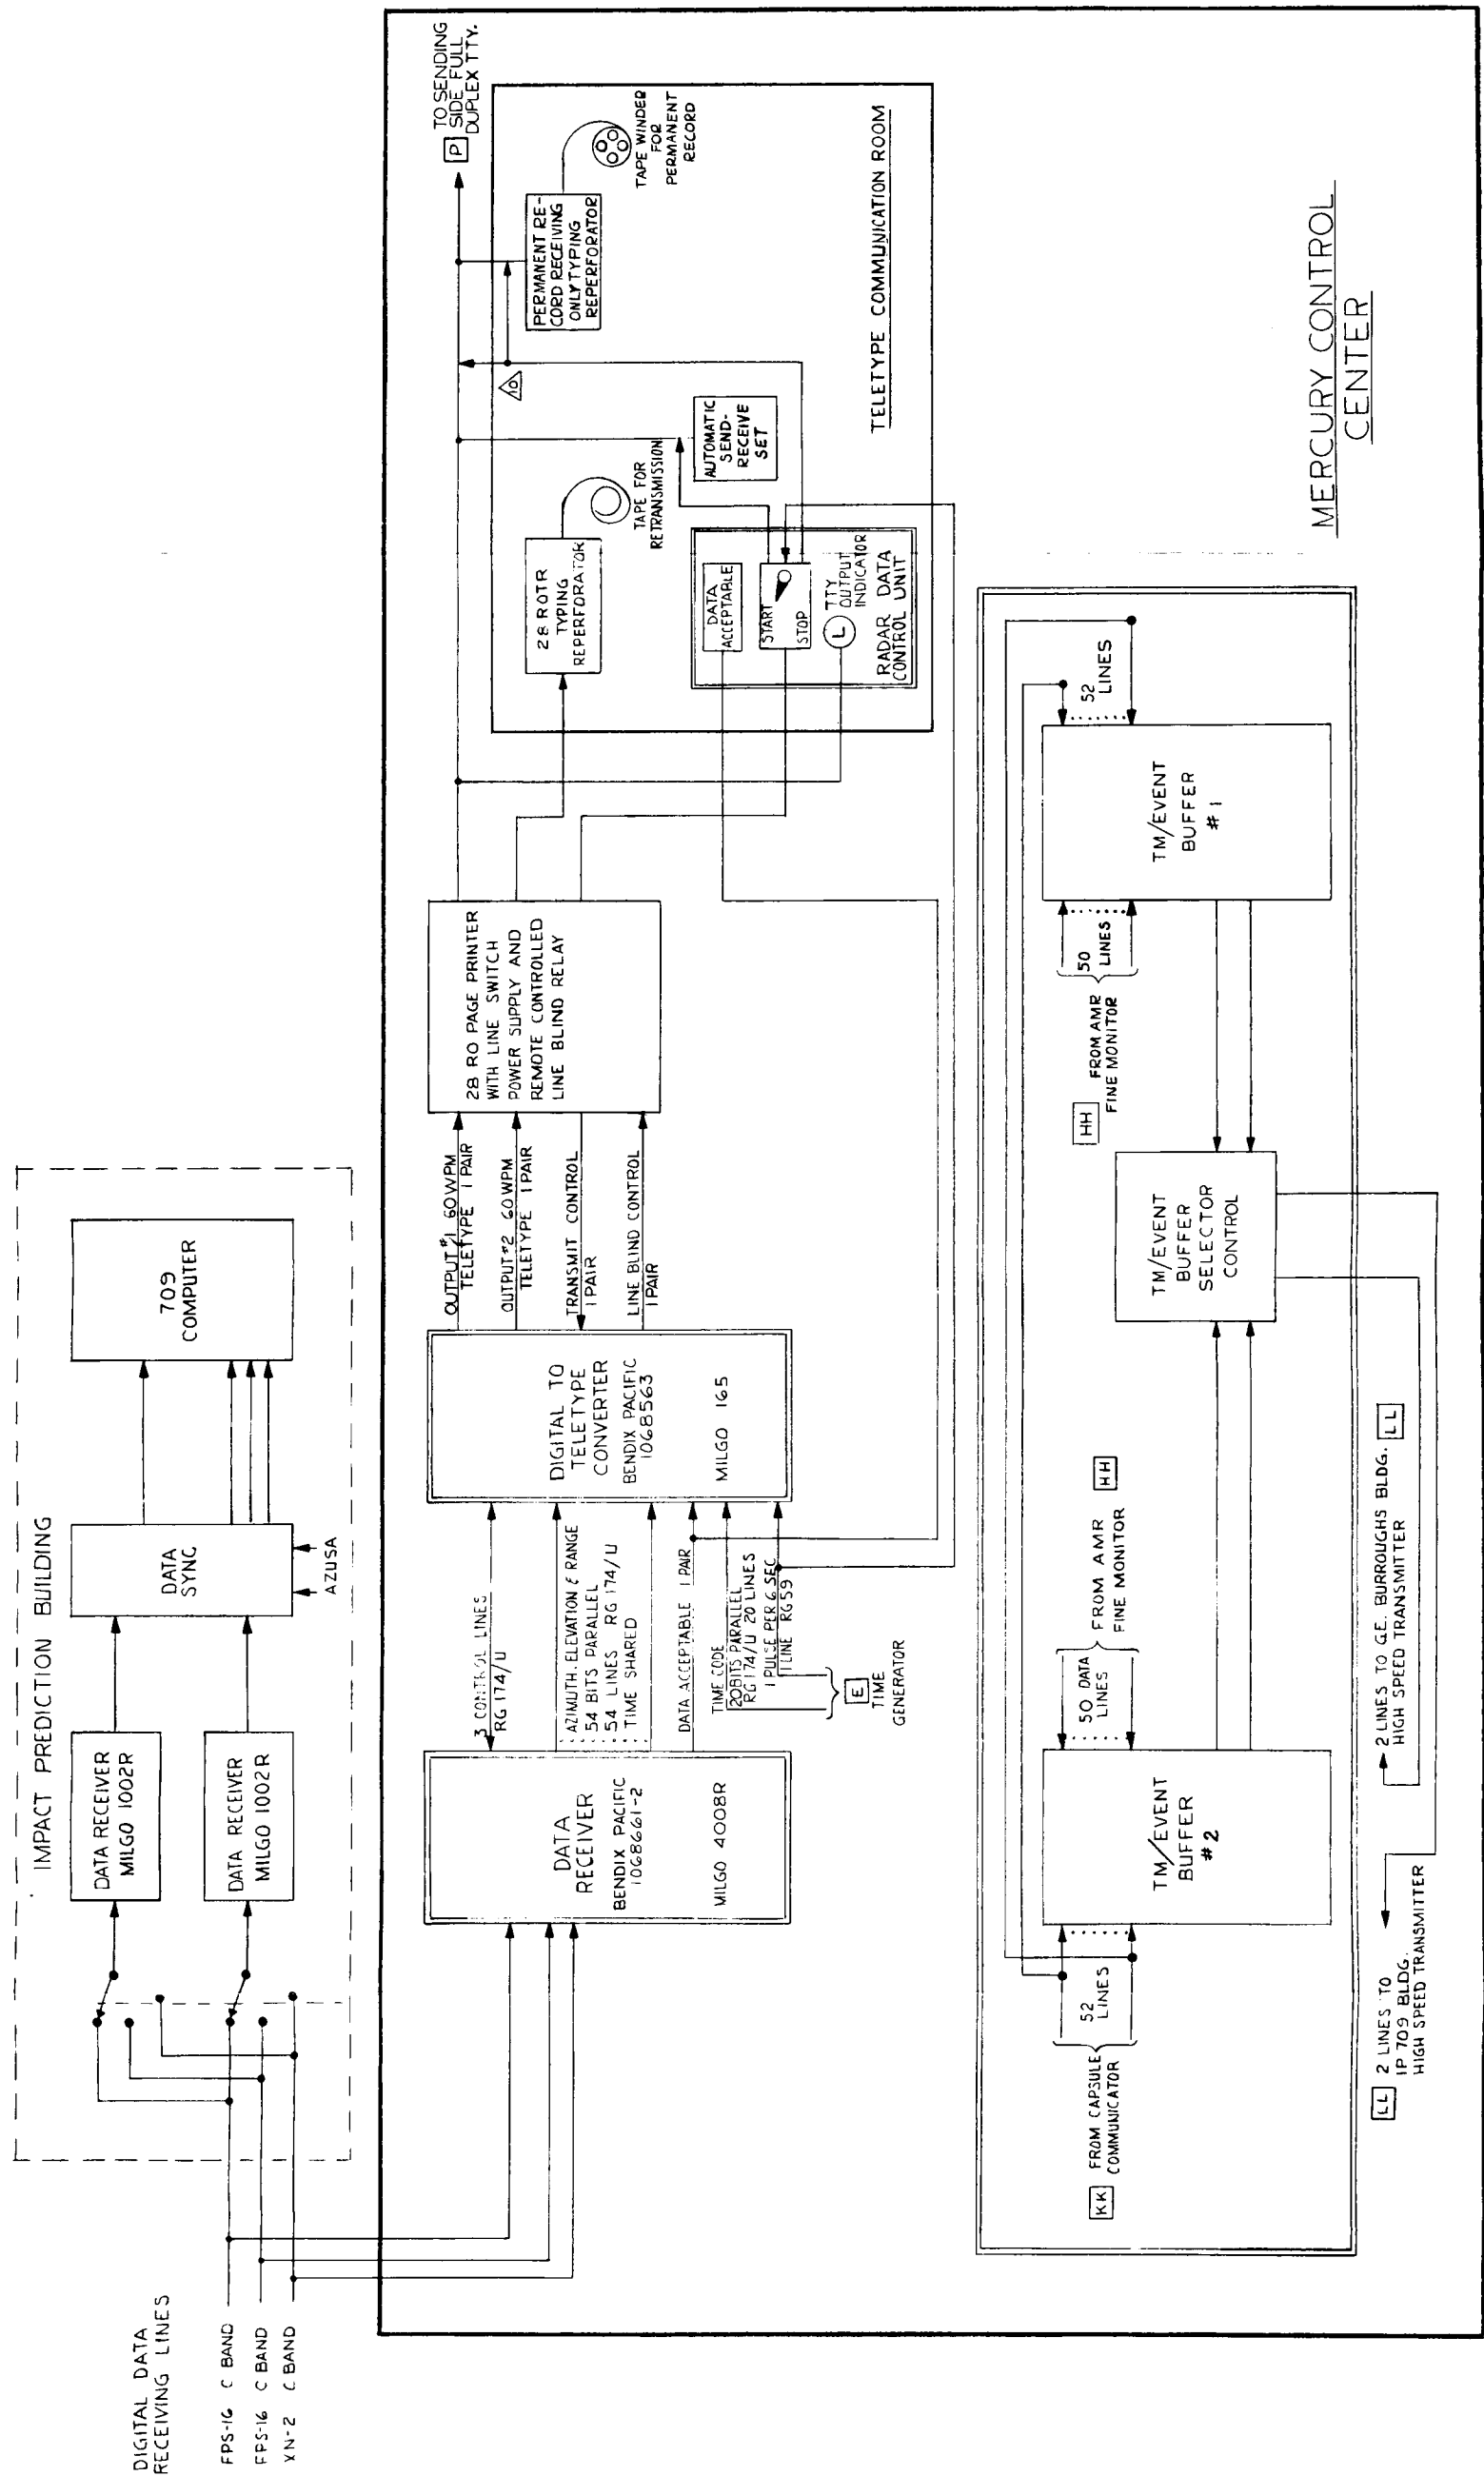 DIGITAL DATA
RECEIVING LINES
FPS-16 C BAND
FPS-16 C BAND
XN-2 C BAND
IMPACT PREDICTION BUILDING
DATA RECEIVER
MILGO 1002R
DATA RECEIVER
MILGO 1002R
DATA
SYNC
AZUSA
709
COMPUTER
DATA
RECEIVER
BENDIX PACIFIC
1068661-2
MILGO 4008R
3 CONTROL LINES
RG 174/U
AZIMUTH, ELEVATION & RANGE
54 BITS PARALLEL
54 LINES RG 174/U
TIME SHARED
DATA ACCEPTABLE 1 PAIR
TIME CODE
20BITS PARALLEL
RG 174/U 20 LINES
1 PULSE PER 6 SEC
1 LINE RG59
E
TIME
GENERATOR
DIGITAL TO
TELETYPE
CONVERTER
BENDIX PACIFIC
1068563
MILGO 165
OUTPUT #1 60WPM
TELETYPE 1 PAIR
OUTPUT #2 60WPM
TELETYPE 1 PAIR
TRANSMIT CONTROL
1 PAIR
LINE BLIND CONTROL
1 PAIR
28 RO PAGE PRINTER
WITH LINE SWITCH
POWER SUPPLY AND
REMOTE CONTROLLED
LINE BLIND RELAY
28 ROTR
TYPING
REPERFORATOR
TAPE FOR
RETRANSMISSION
10
PERMANENT RE-
CORD RECEIVING
ONLY TYPING
REPERFORATOR
TAPE WINDER
FOR
PERMANENT
RECORD
P
TO SENDING
SIDE FULL
DUPLEX TTY.
AUTOMATIC
SEND-
RECEIVE
SET
DATA
ACCEPTABLE
START
STOP
L
TTY
OUTPUT
INDICATOR
RADAR DATA
CONTROL UNIT
TELETYPE COMMUNICATION ROOM
KK
FROM CAPSULE
COMMUNICATOR
52
LINES
TM/EVENT
BUFFER
#2
50 DATA
LINES
FROM AMR
FINE MONITOR
HH
TM/EVENT
BUFFER
SELECTOR
CONTROL
HH
FROM AMR
FINE MONITOR
50
LINES
TM/EVENT
BUFFER
#1
52
LINES
LL
2 LINES TO
IP 709 BLDG.
HIGH SPEED TRANSMITTER
2 LINES TO G.E. BURROUGHS BLDG.
HIGH SPEED TRANSMITTER
LL
MERCURY CONTROL
CENTER